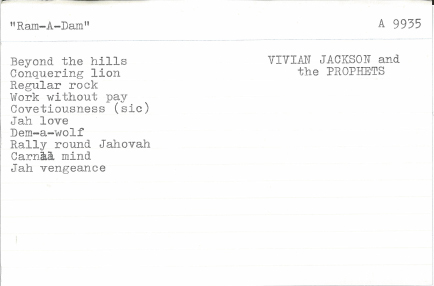 "Ram-A-Dam"
A 9935
Beyond the hills
Conquering lion
Regular rock
Work without pay
Covetiousness (sic)
Jah love
Dem-a-wolf
Rally round Jahovah
mind
Jah vengeance
VIVIAN JACKSON and
the PROPHETS